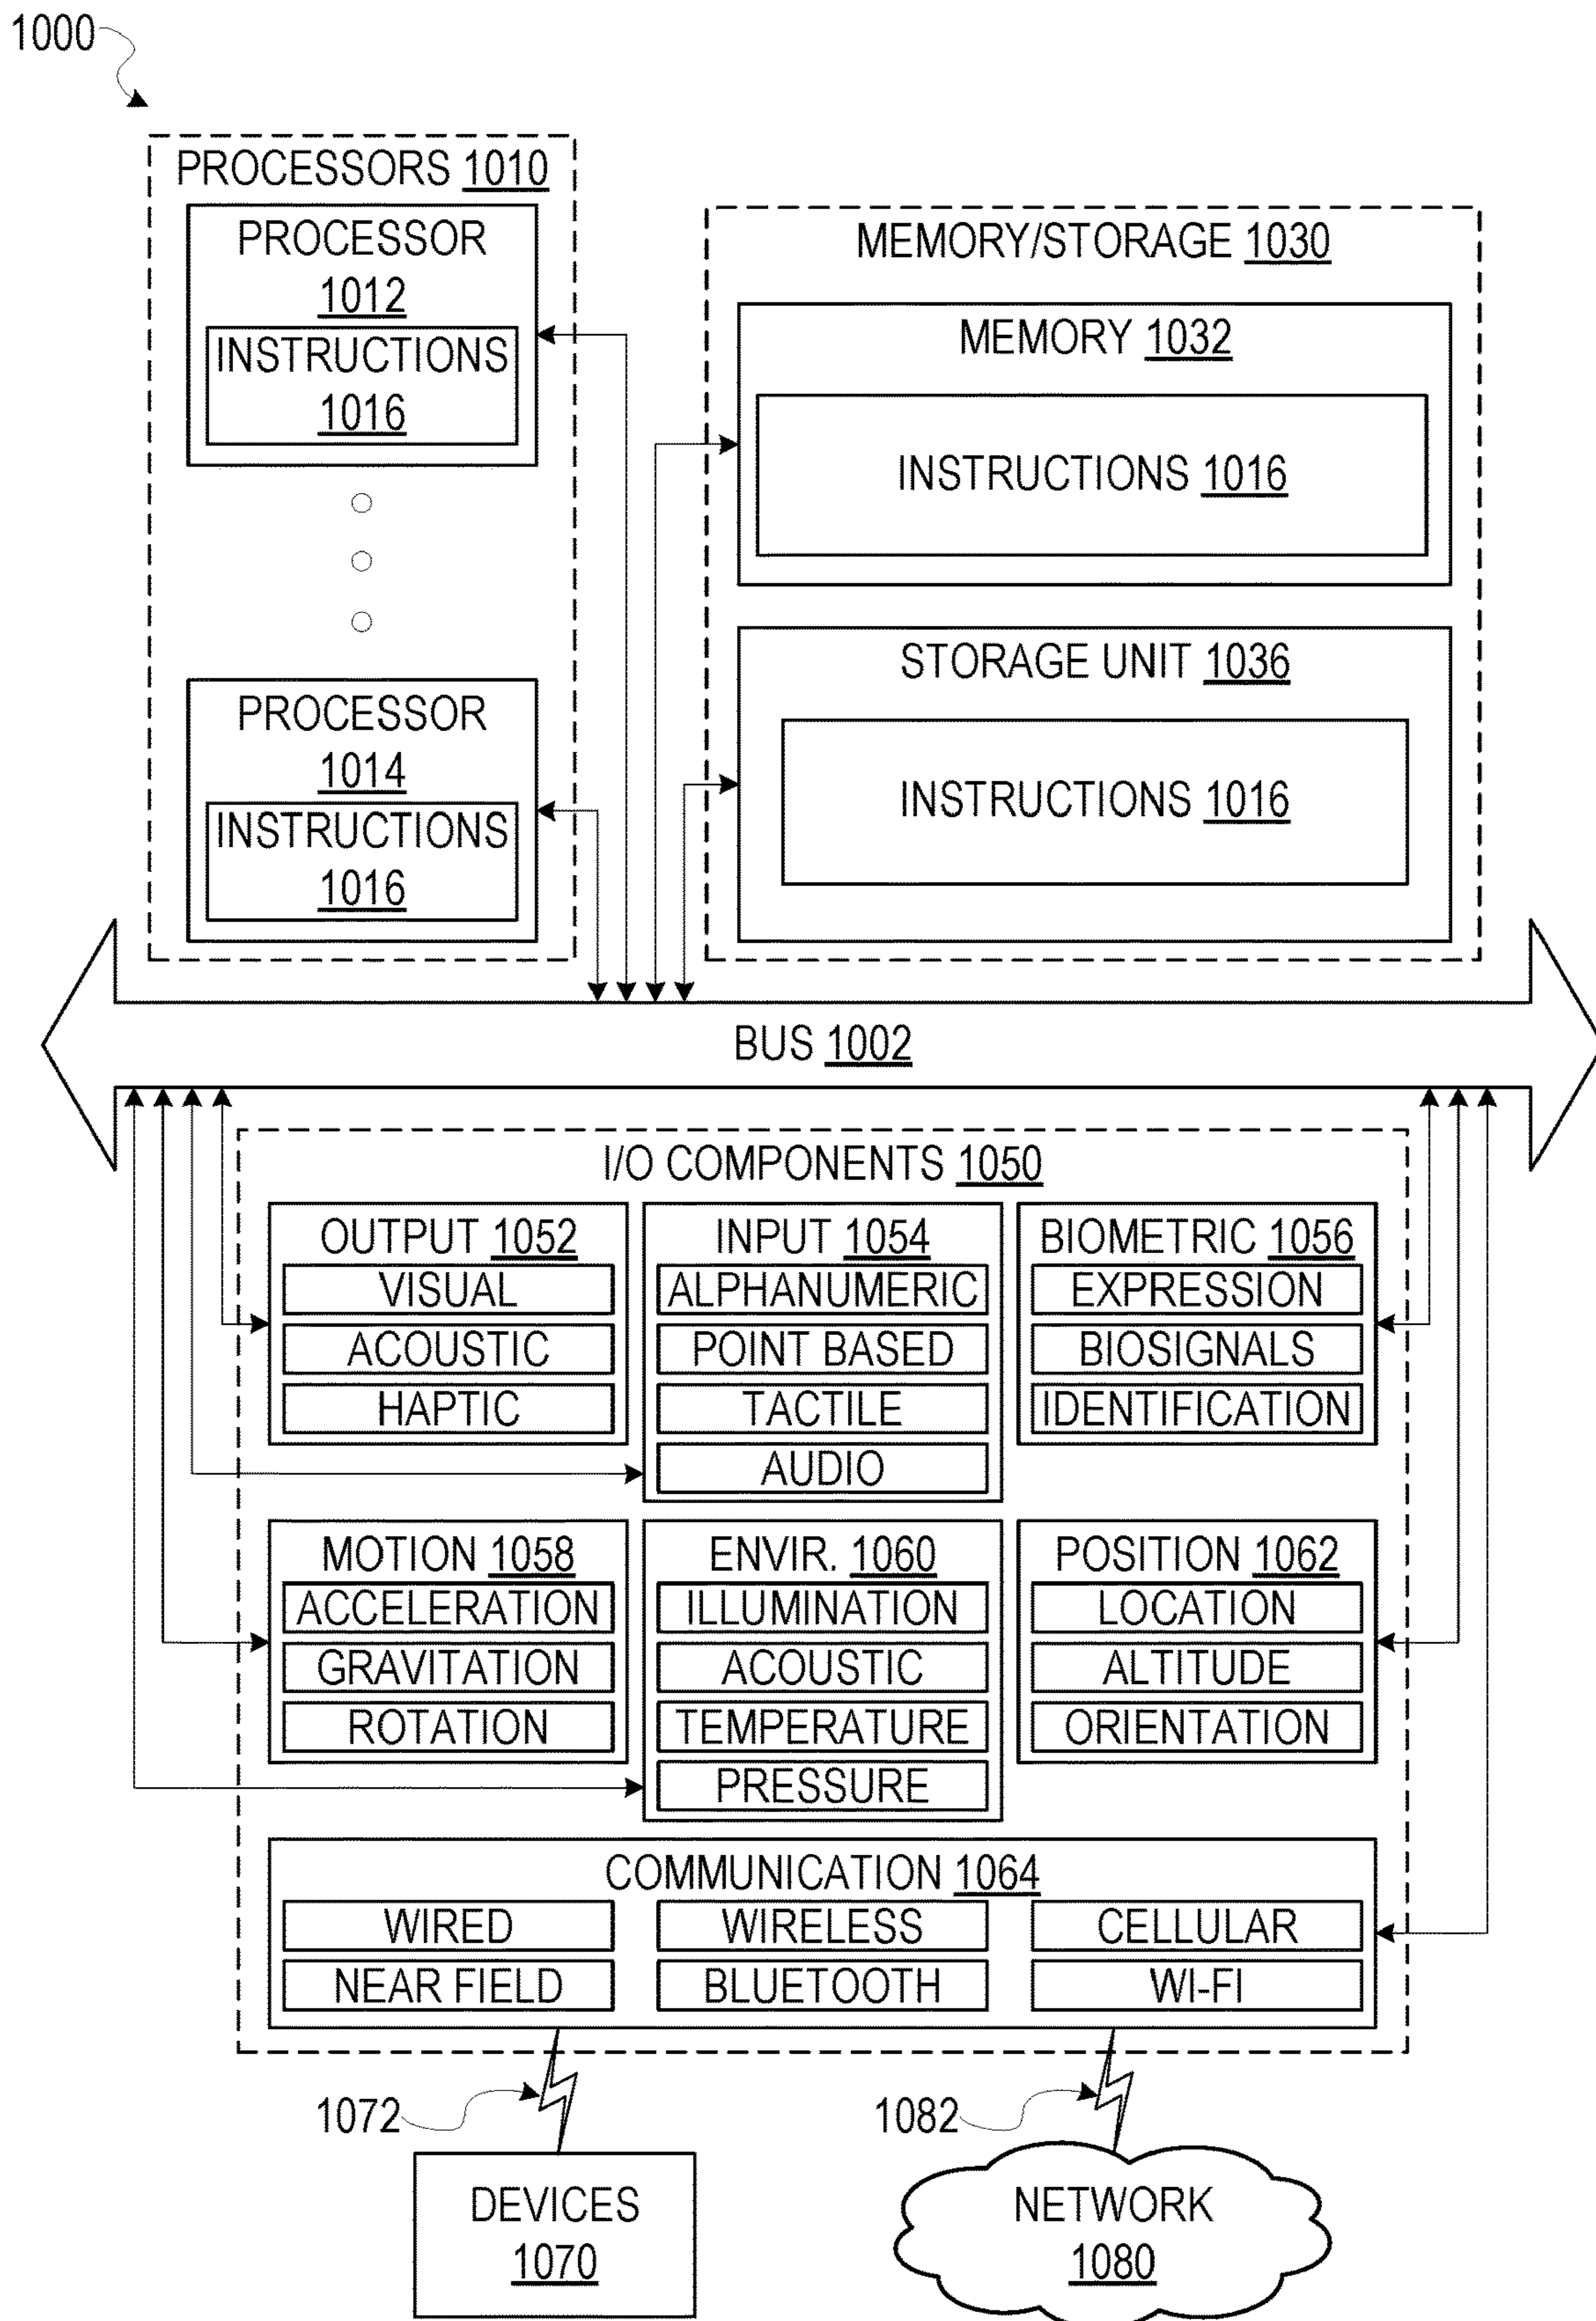 1000
PROCESSORS 1010
PROCESSOR
1012
INSTRUCTIONS
1016
PROCESSOR
1014
INSTRUCTIONS
1016
MEMORY/STORAGE 1030
MEMORY 1032
INSTRUCTIONS 1016
STORAGE UNIT 1036
INSTRUCTIONS 1016
BUS 1002
I/O COMPONENTS 1050
OUTPUT 1052
VISUAL
ACOUSTIC
HAPTIC
INPUT 1054
ALPHANUMERIC
POINT BASED
TACTILE
AUDIO
BIOMETRIC 1056
EXPRESSION
BIOSIGNALS
IDENTIFICATION
MOTION 1058
ACCELERATION
GRAVITATION
ROTATION
ENVIR. 1060
ILLUMINATION
ACOUSTIC
TEMPERATURE
PRESSURE
POSITION 1062
LOCATION
ALTITUDE
ORIENTATION
COMMUNICATION 1064
WIRED
WIRELESS
CELLULAR
NEAR FIELD
BLUETOOTH
WI-FI
1072
1082
DEVICES
1070
NETWORK
1080